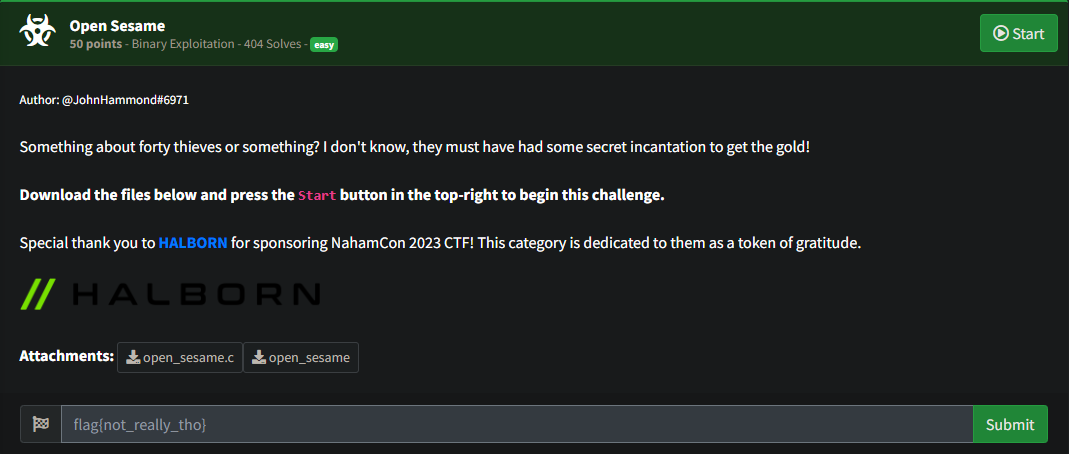 Open Sesame
50 points - Binary Exploitation - 404 Solves - easy
Start
Author: @JohnHammond#6971
Something about forty thieves or something? I don't know, they must have had some secret incantation to get the gold!
Download the files below and press the Start button in the top-right to begin this challenge.
Special thank you to HALBORN for sponsoring NahamCon 2023 CTF! This category is dedicated to them as a token of gratitude.
// HALBORN
Attachments: open_sesame.c open_sesame
flag{not_really_tho} Submit